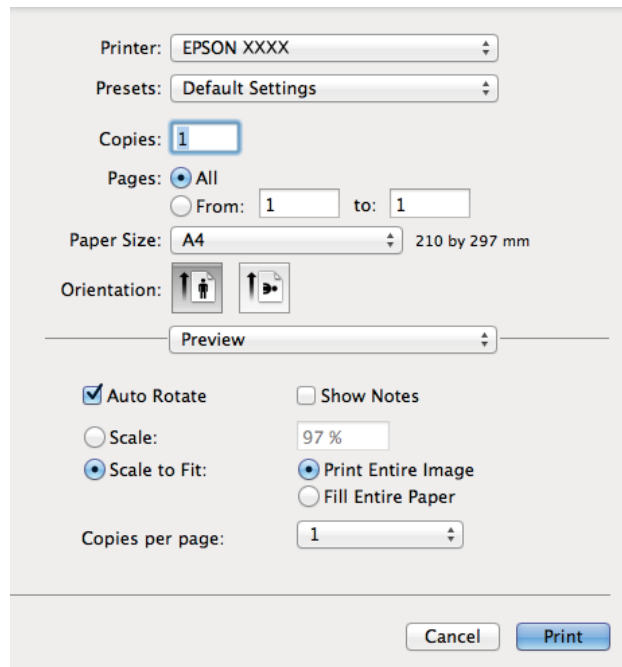 Printer: EPSON XXXX
Presets: Default Settings
Copies: 1
Pages: All
From: 1 to: 1
Paper Size: A4 210 by 297 mm
Orientation:
Preview
Auto Rotate Show Notes
Scale: 97 %
Scale to Fit: Print Entire Image
Fill Entire Paper
Copies per page: 1
Cancel Print